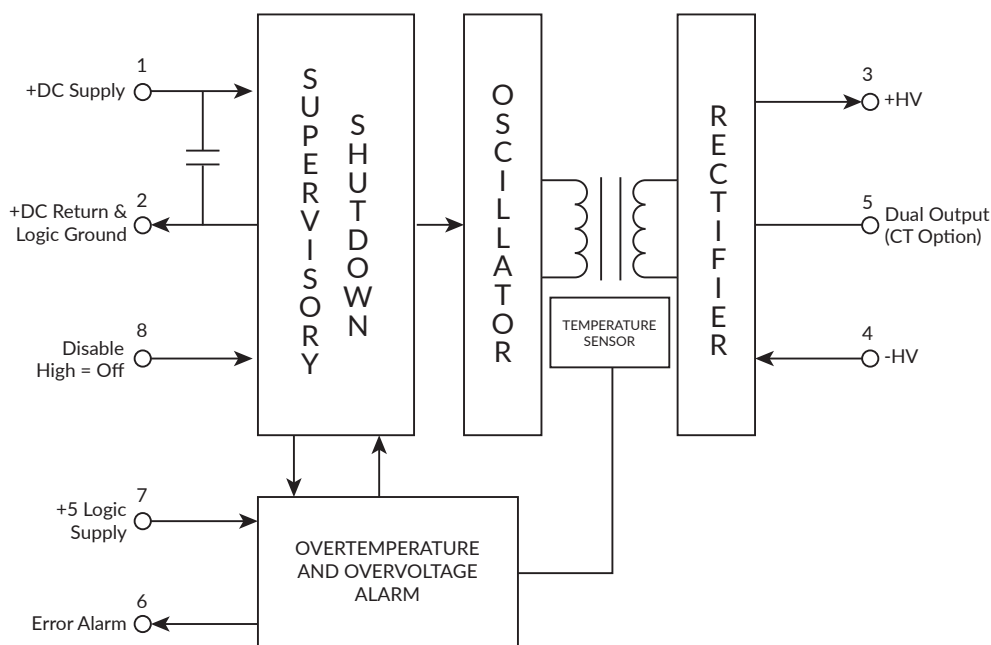 1
+DC Supply
2
+DC Return &
Logic Ground
8
Disable
High = Off
7
+5 Logic
Supply
6
Error Alarm
SUPERVISORY
SHUTDOWN
OSCILLATOR
TEMPERATURE
SENSOR
RECTIFIER
OVERTEMPERATURE
AND OVERVOLTAGE
ALARM
3
+HV
5
Dual Output
(CT Option)
4
-HV